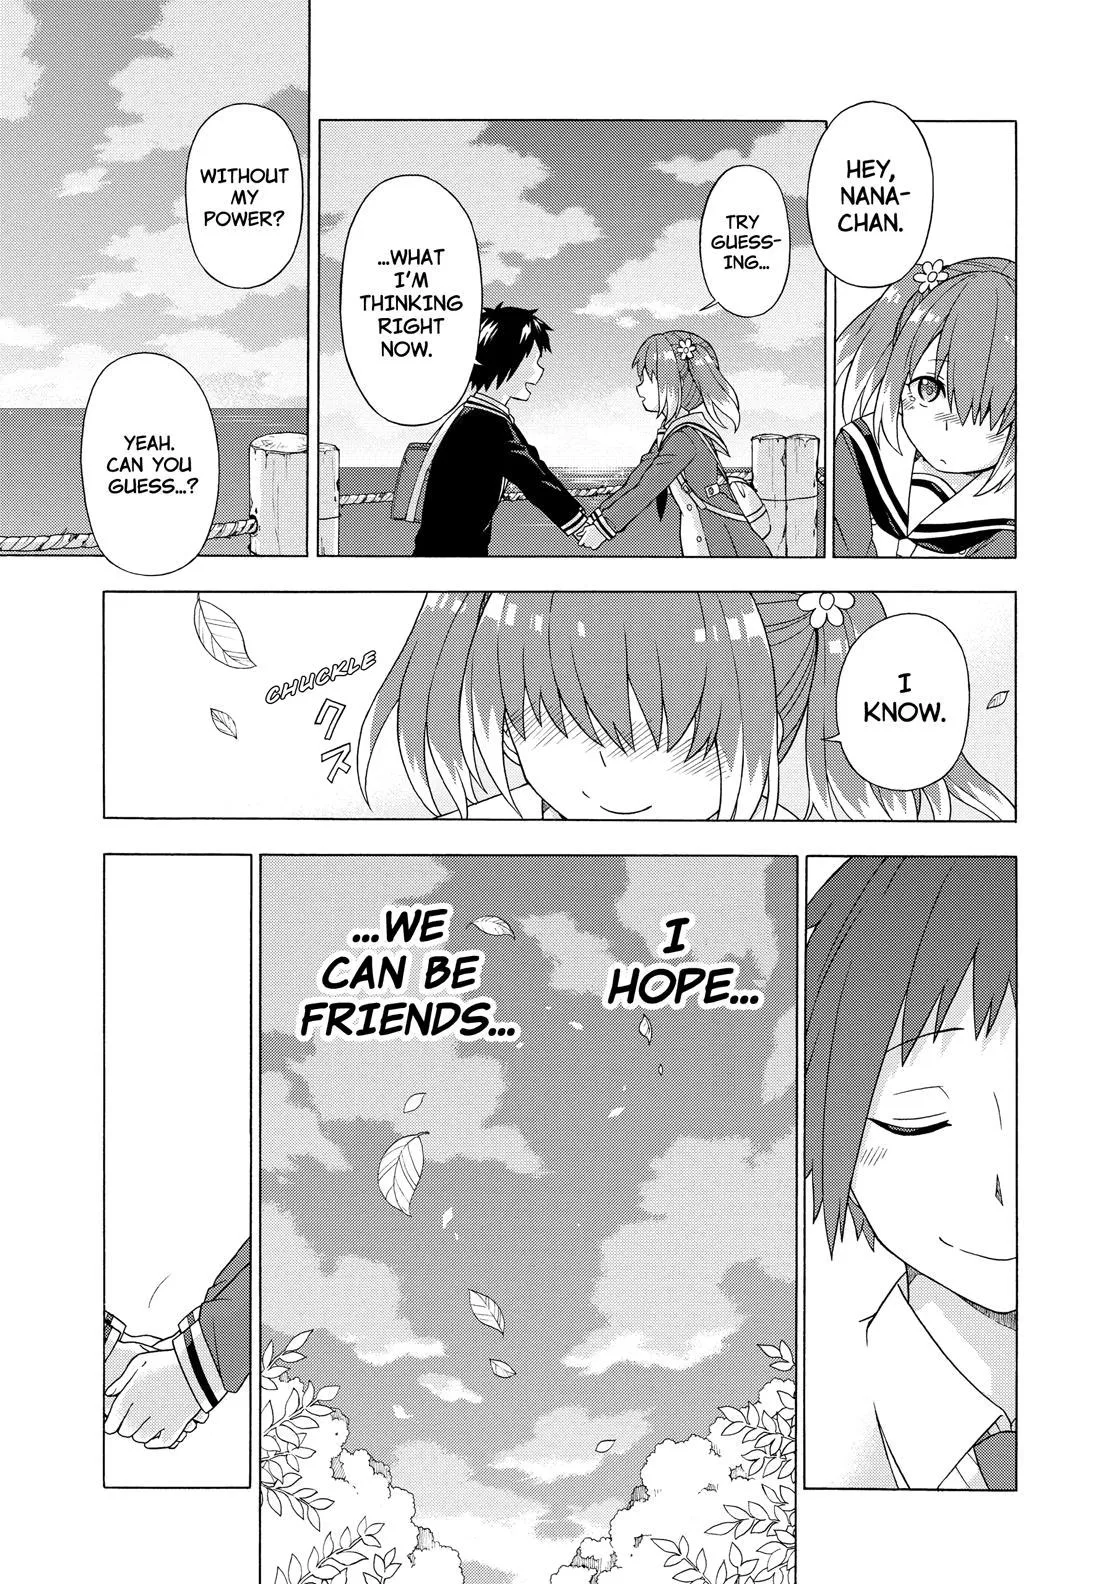 HEY,
NANA-
CHAN.
TRY
GUESS-
ING...
...WHAT
I'M
THINKING
RIGHT
NOW.
WITHOUT
MY
POWER?
YEAH.
CAN YOU
GUESS...?
I
KNOW.
CHUCKLE
クス
I
HOPE...
...WE
CAN BE
FRIENDS...